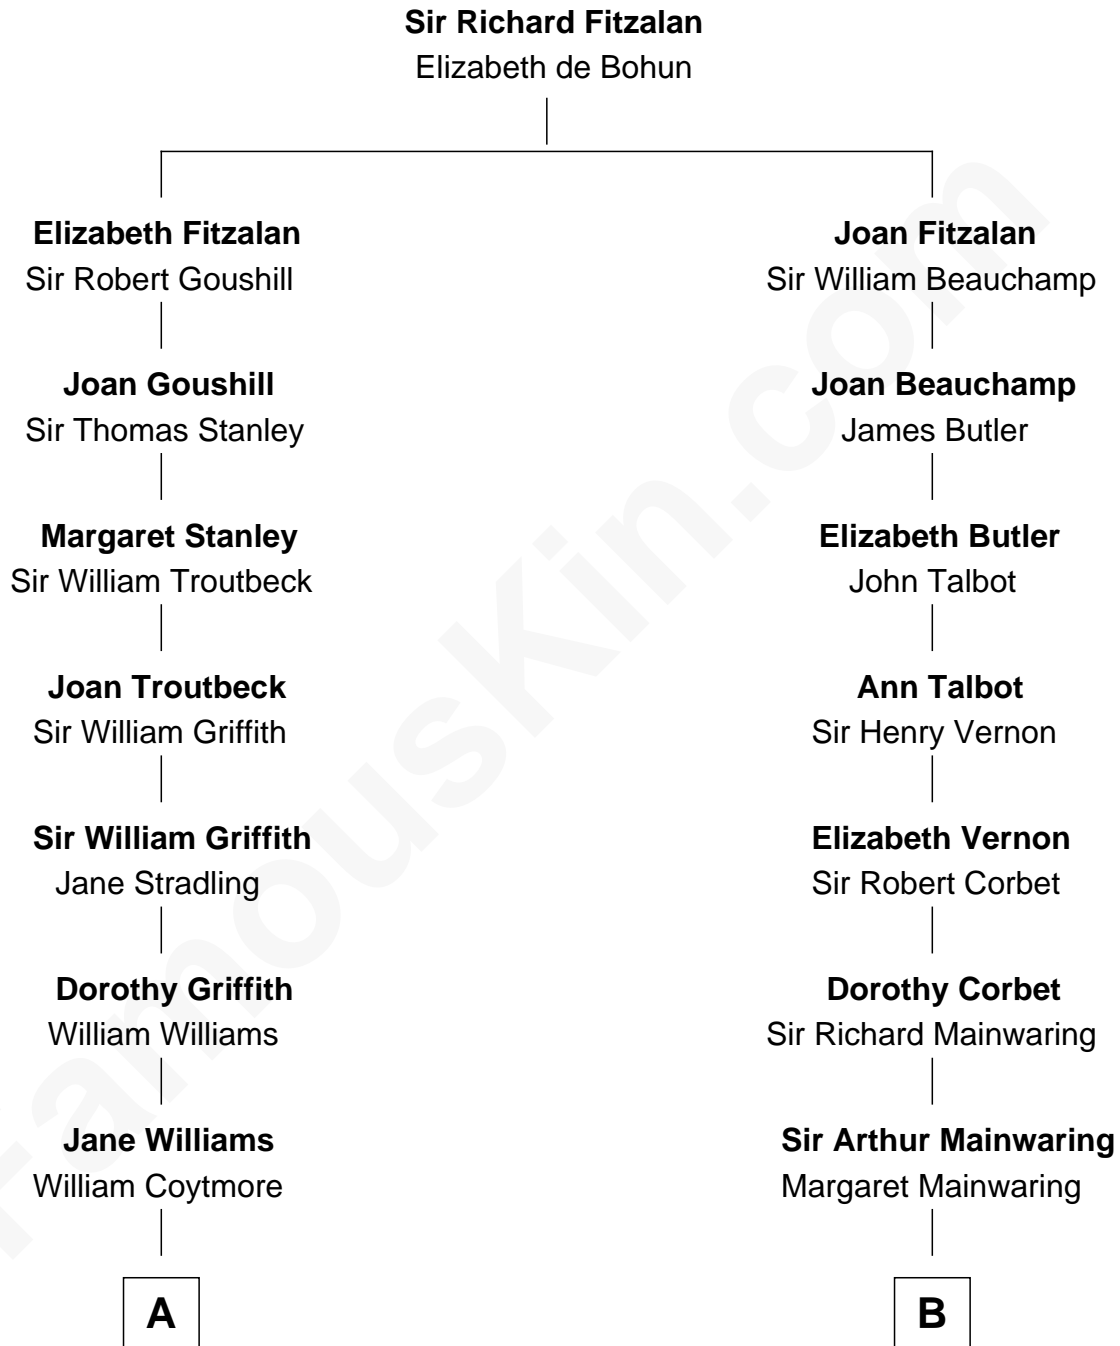 Sir Richard Fitzalan
Elizabeth de Bohun
Elizabeth Fitzalan
Sir Robert Goushill
Joan Fitzalan
Sir William Beauchamp
Joan Goushill
Sir Thomas Stanley
Joan Beauchamp
James Butler
Margaret Stanley
Sir William Troutbeck
Elizabeth Butler
John Talbot
Joan Troutbeck
Sir William Griffith
Ann Talbot
Sir Henry Vernon
Sir William Griffith
Jane Stradling
Elizabeth Vernon
Sir Robert Corbet
Dorothy Griffith
William Williams
Dorothy Corbet
Sir Richard Mainwaring
Jane Williams
William Coytmore
Sir Arthur Mainwaring
Margaret Mainwaring
A
B
FamousKin.com